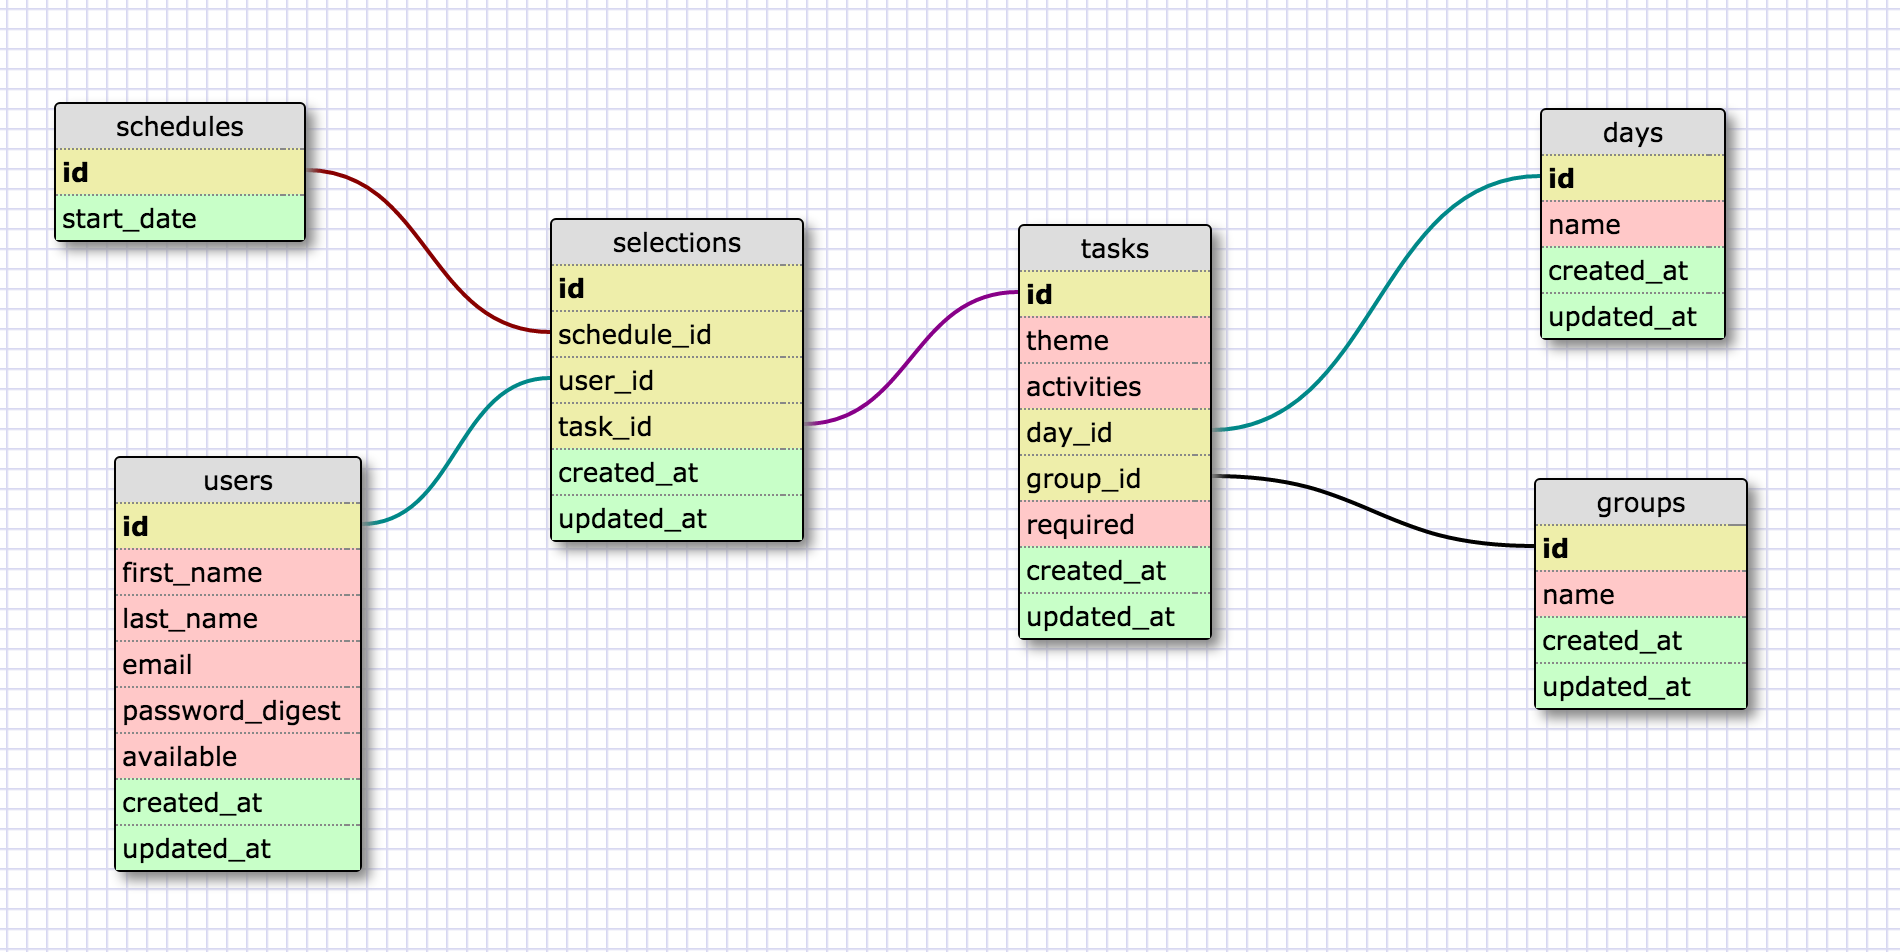 schedules
id
start_date
users
id
first_name
last_name
email
password_digest
available
created_at
updated_at
selections
id
schedule_id
user_id
task_id
created_at
updated_at
tasks
id
theme
activities
day_id
group_id
required
created_at
updated_at
days
id
name
created_at
updated_at
groups
id
name
created_at
updated_at